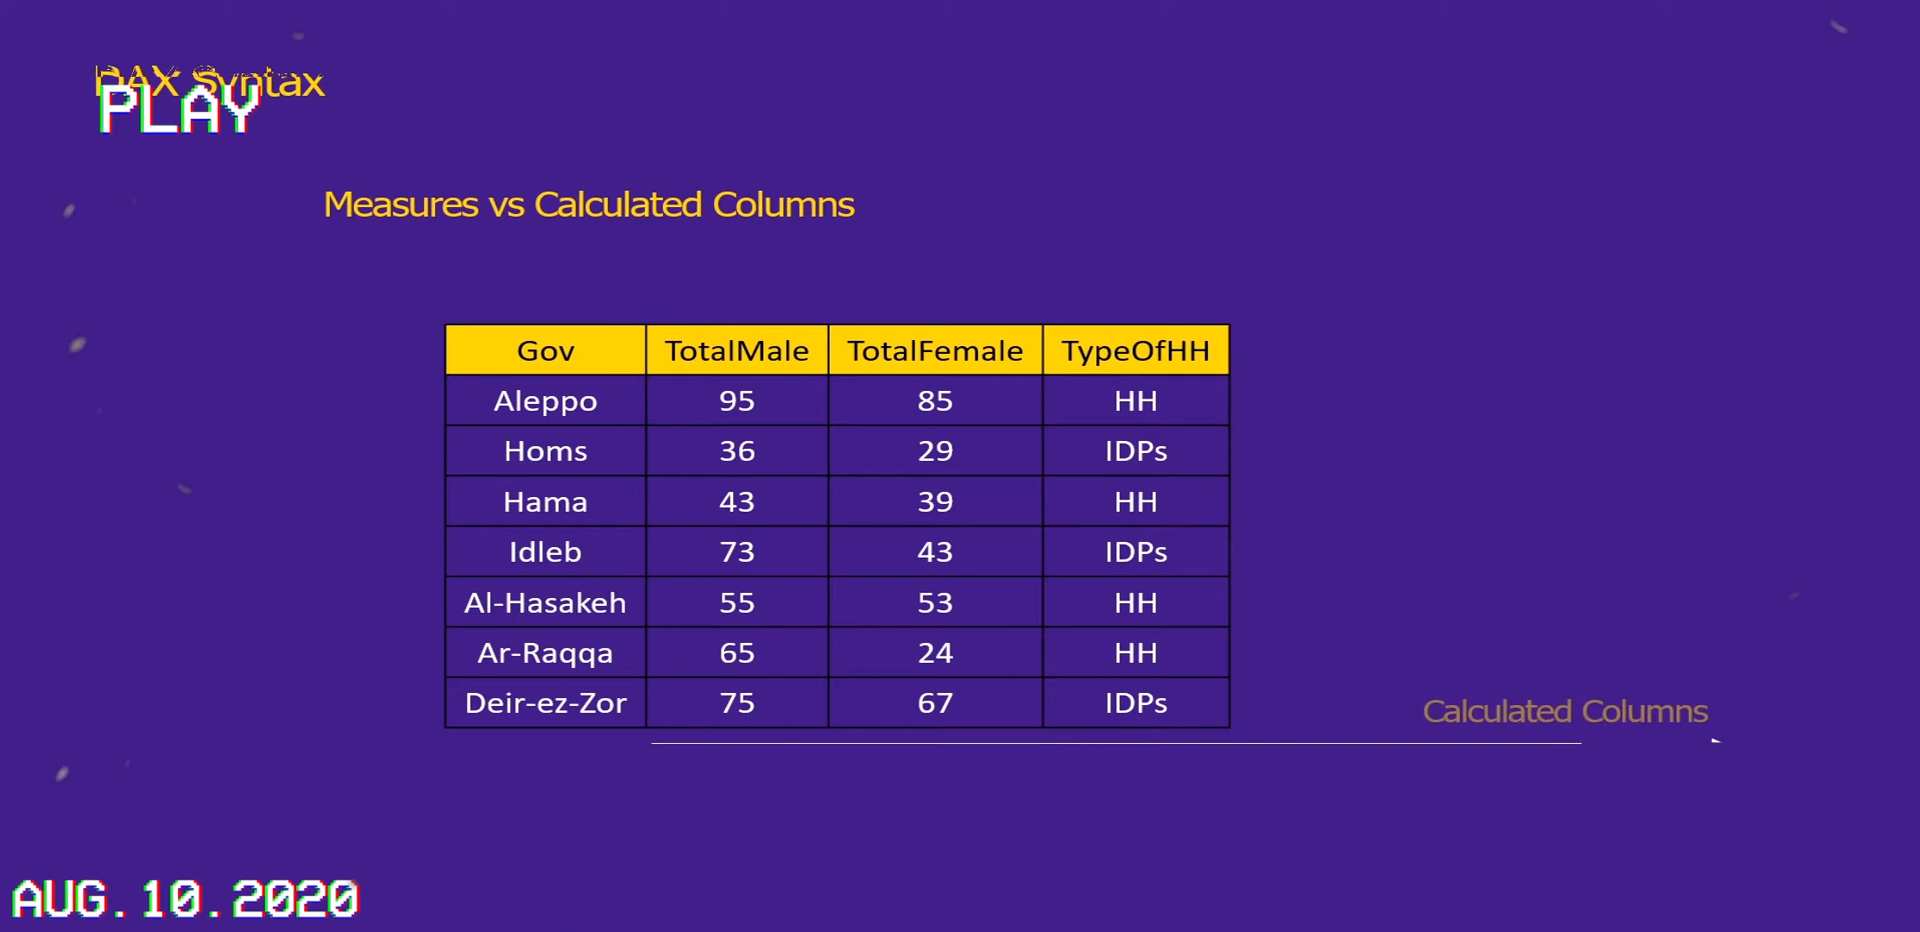 DAX Syntax
PLAY
Measures vs Calculated Columns
Gov TotalMale TotalFemale TypeOfHH
Aleppo 95 85 HH
Homs 36 29 IDPs
Hama 43 39 HH
Idleb 73 43 IDPs
Al-Hasakeh 55 53 HH
Ar-Raqqa 65 24 HH
Deir-ez-Zor 75 67 IDPs
Calculated Columns
AUG.10.2020